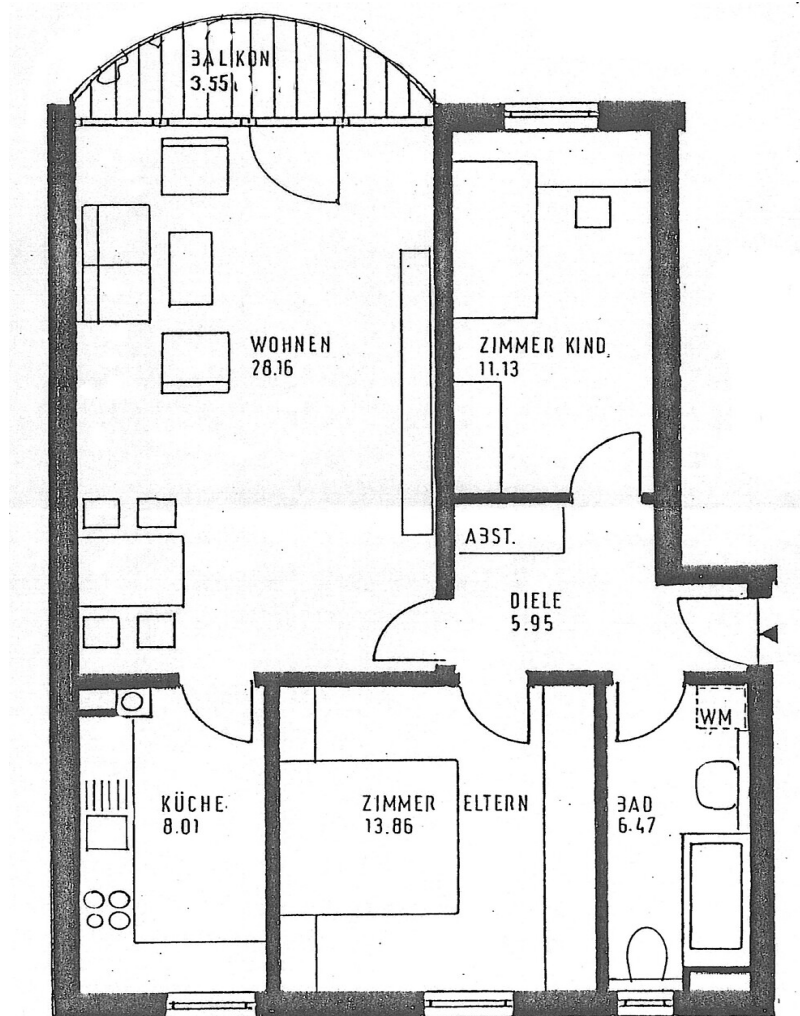 BALKON
3.55
WOHNEN
28.16
ZIMMER KIND
11.13
ABST.
DIELE
5.95
WM
KÜCHE
8.01
ZIMMER ELTERN
13.86
BAD
6.47